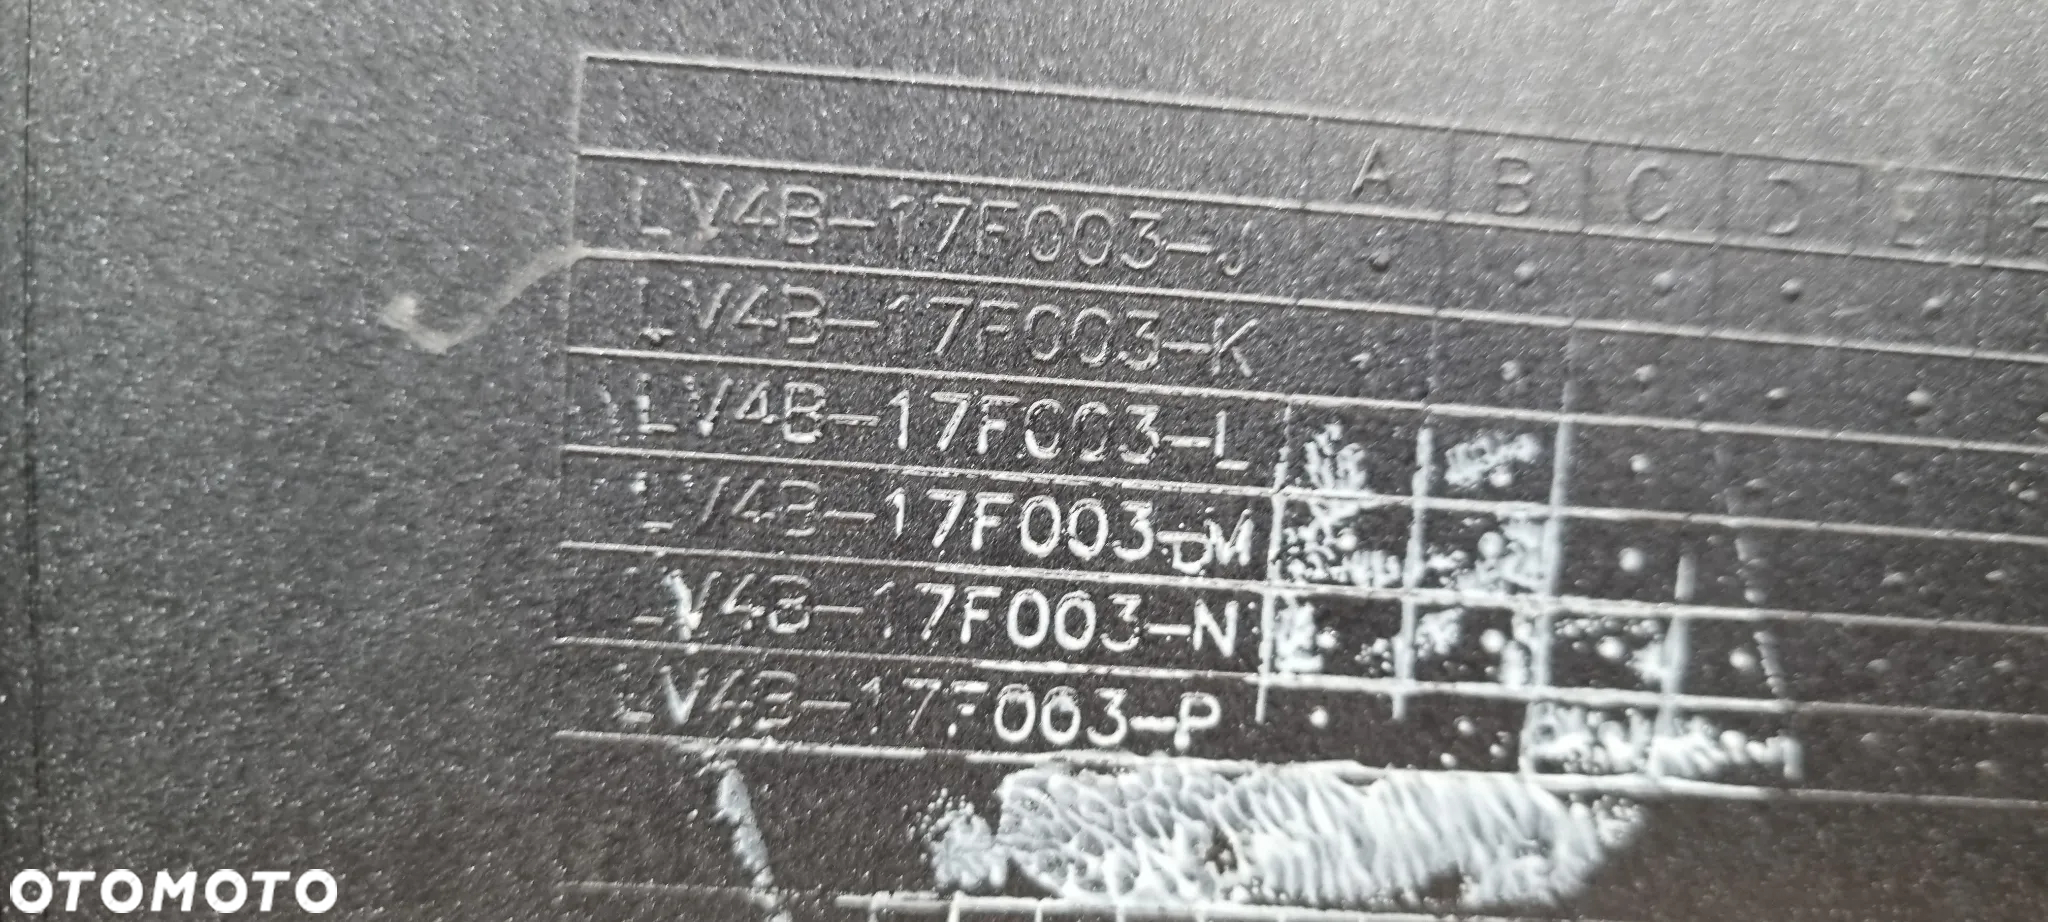 A B C D E
LV4B-17F003-J
LV4B-17F003-K
LV4B-17F003-L
LV4B-17F003-M
LV4B-17F003-N
LV4B-17F003-P
OTOMOTO